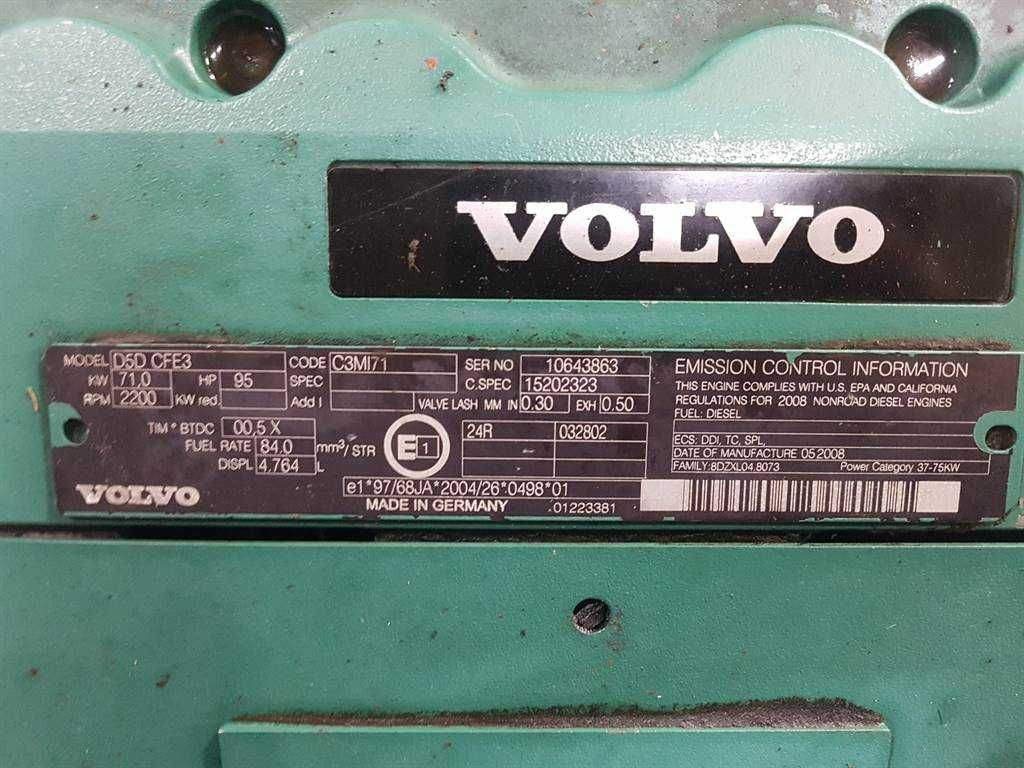 VOLVO
MODEL D5D CFE3 CODE C3MI71 SER NO 10643863
KW 71,0 HP 95 SPEC C.SPEC 15202323
RPM 2200 KW red. Add I VALVE LASH MM IN 0.30 EXH 0.50
TIM ° BTDC 00,5 X
FUEL RATE 84.0 mm³/ STR
DISPL 4.764 L
E 1
24R 032802
VOLVO
e1*97/68JA*2004/26*0498*01
MADE IN GERMANY 01223381
EMISSION CONTROL INFORMATION
THIS ENGINE COMPLIES WITH U.S. EPA AND CALIFORNIA
REGULATIONS FOR 2008 NONROAD DIESEL ENGINES
FUEL: DIESEL
ECS: DDI, TC, SPL,
DATE OF MANUFACTURE 05.2008
FAMILY:8DZXL04.8073 Power Category 37-75KW